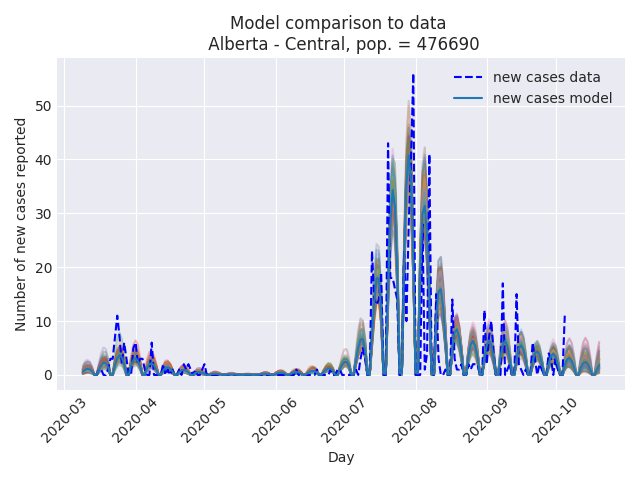 Model comparison to data
Alberta - Central, pop. = 476690
new cases data
new cases model
Number of new cases reported
50
40
30
20
10
0
2020-03
2020-04
2020-05
2020-06
2020-07
2020-08
2020-09
2020-10
Day